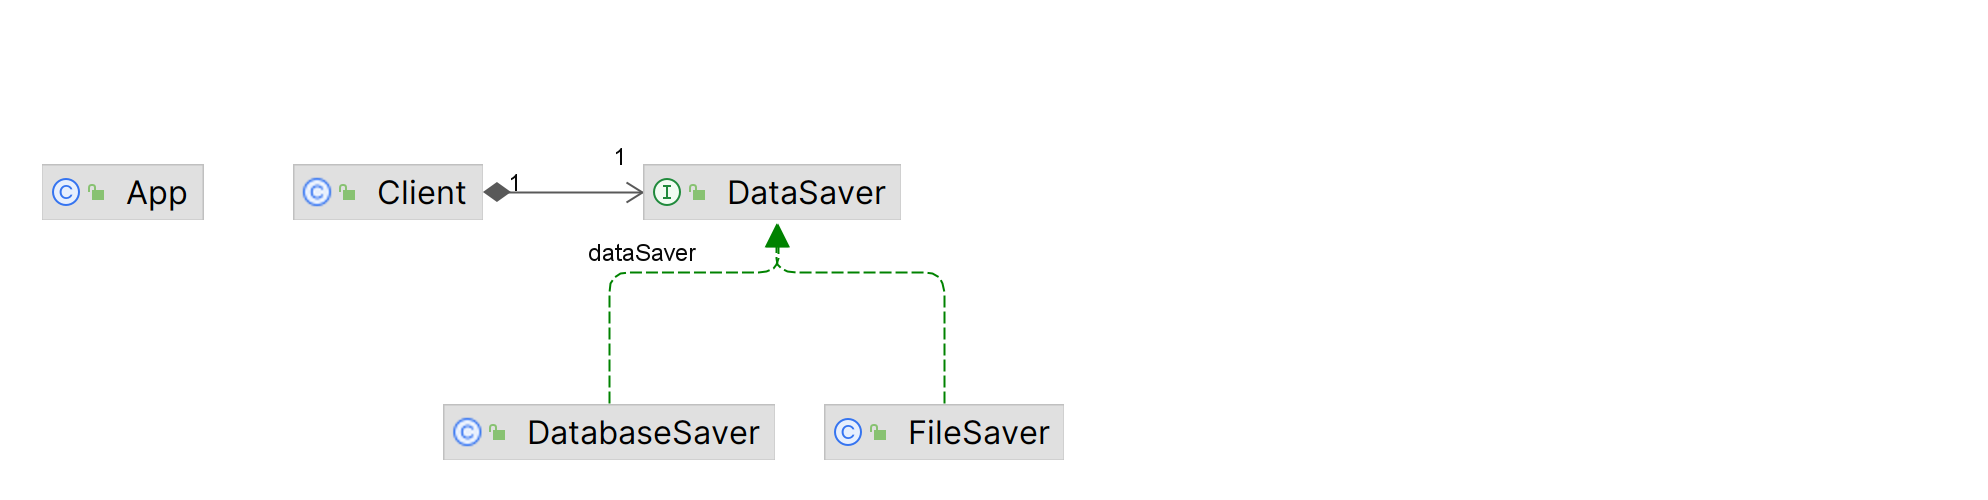 1
1
C App
C Client
I DataSaver
dataSaver
C DatabaseSaver
C FileSaver